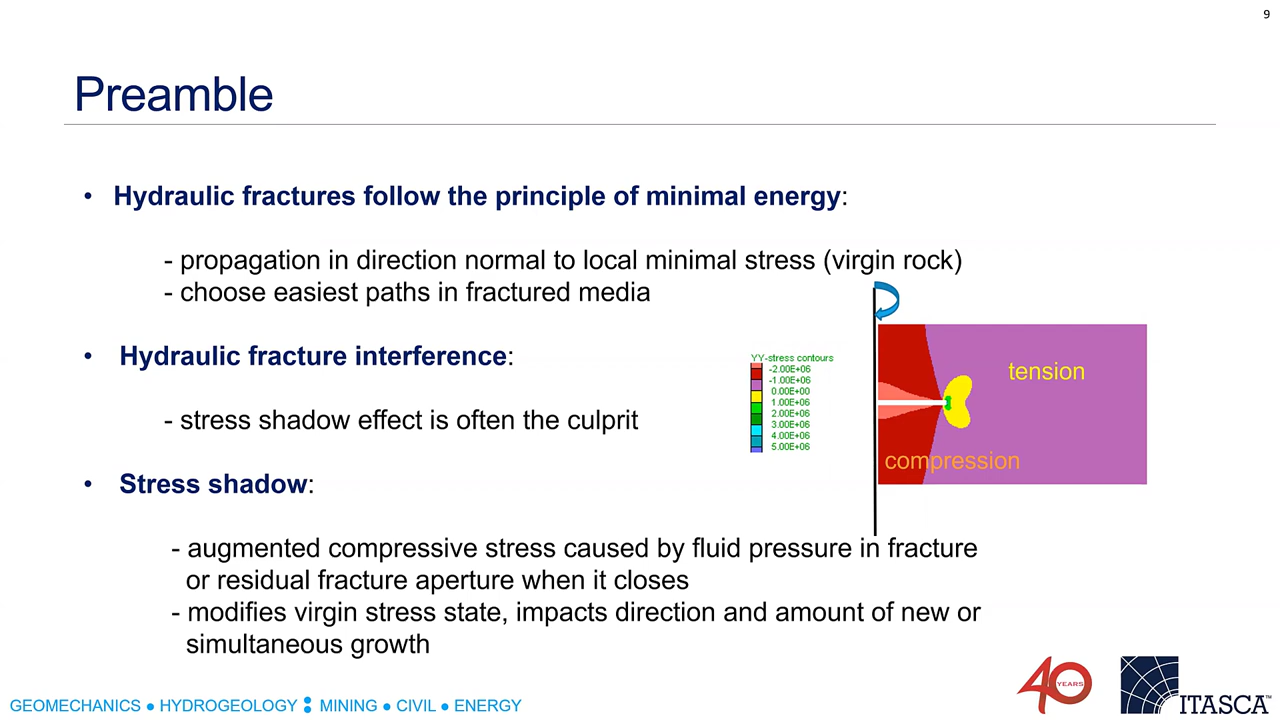 9
Preamble
• Hydraulic fractures follow the principle of minimal energy:
- propagation in direction normal to local minimal stress (virgin rock)
- choose easiest paths in fractured media
• Hydraulic fracture interference:
- stress shadow effect is often the culprit
• Stress shadow:
- augmented compressive stress caused by fluid pressure in fracture
or residual fracture aperture when it closes
- modifies virgin stress state, impacts direction and amount of new or
simultaneous growth
YY-stress contours
-2.00E+06
-1.00E+06
0.00E+00
1.00E+06
2.00E+06
3.00E+06
4.00E+06
5.00E+06
tension
compression
GEOMECHANICS ● HYDROGEOLOGY : MINING ● CIVIL ● ENERGY
40 YEARS
ITASCA™